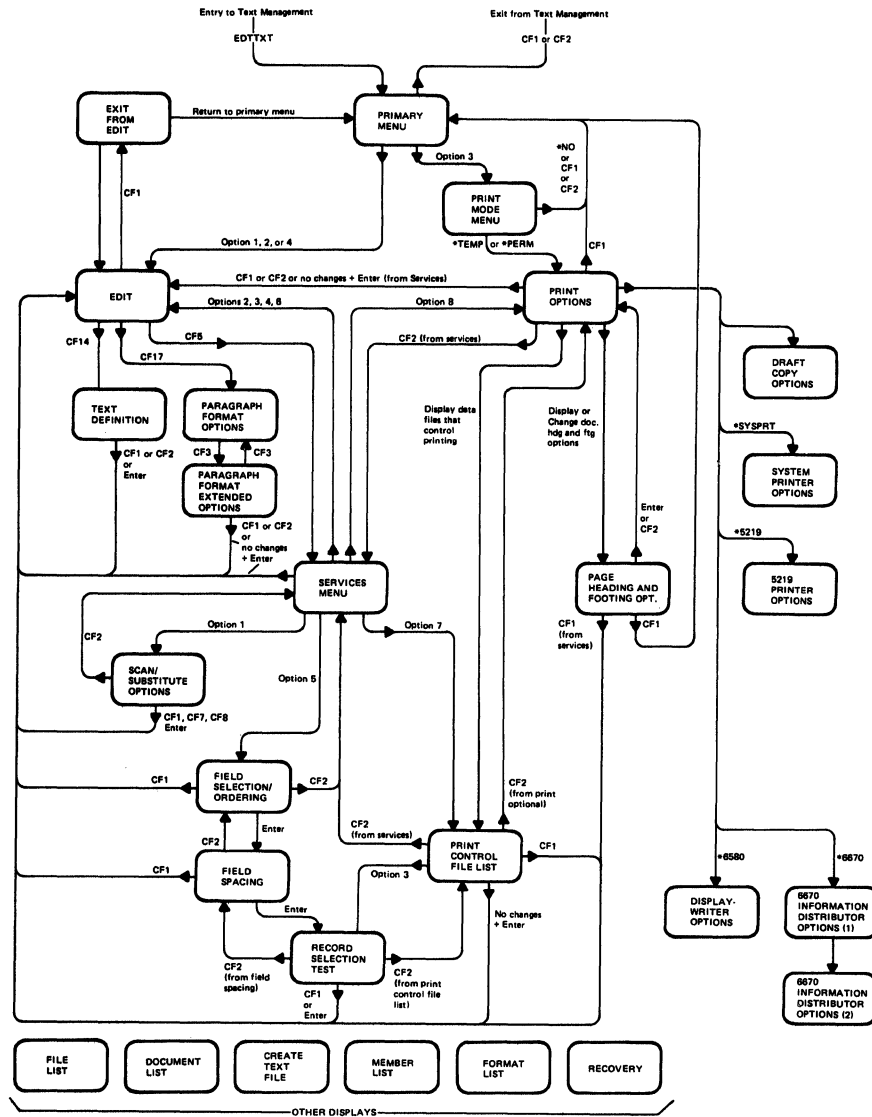 Entry to Text Management
Exit from Text Management
EDTTXT
CF1 or CF2
EXIT
FROM
EDIT
Return to primary menu
PRIMARY
MENU
Option 3
*NO
or
CF1
or
CF2
CF1
PRINT
MODE
MENU
Option 1, 2, or 4
*TEMP or *PERM
CF1
EDIT
CF1 or CF2 or no changes + Enter (from Services)
PRINT
OPTIONS
Options 2, 3, 4, 6
Option 8
CF14
CF5
CF2 (from services)
CF17
DRAFT
COPY
OPTIONS
TEXT
DEFINITION
PARAGRAPH
FORMAT
OPTIONS
Display data
files that
control
printing
Display or
Change doc.
hdg and ftg
options
*SYSPRT
CF3
CF3
CF1 or CF2
or
Enter
PARAGRAPH
FORMAT
EXTENDED
OPTIONS
SYSTEM
PRINTER
OPTIONS
Enter
or
CF2
CF1 or CF2
or
no changes
+ Enter
*5219
SERVICES
MENU
PAGE
HEADING AND
FOOTING OPT.
5219
PRINTER
OPTIONS
Option 1
Option 7
CF1
(from
services)
CF1
CF2
SCAN/
SUBSTITUTE
OPTIONS
Option 5
CF1, CF7, CF8
Enter
CF1
FIELD
SELECTION/
ORDERING
CF2
CF2
(from print
optional)
CF2
Enter
CF2
(from services)
PRINT
CONTROL
FILE LIST
CF1
CF1
FIELD
SPACING
Option 3
*6580
*6670
Enter
No changes
+ Enter
DISPLAY-
WRITER
OPTIONS
6670
INFORMATION
DISTRIBUTOR
OPTIONS (1)
RECORD
SELECTION
TEST
CF2
(from field
spacing)
CF2
(from print
control file
list)
CF1
or
Enter
6670
INFORMATION
DISTRIBUTOR
OPTIONS (2)
FILE
LIST
DOCUMENT
LIST
CREATE
TEXT
FILE
MEMBER
LIST
FORMAT
LIST
RECOVERY
OTHER DISPLAYS